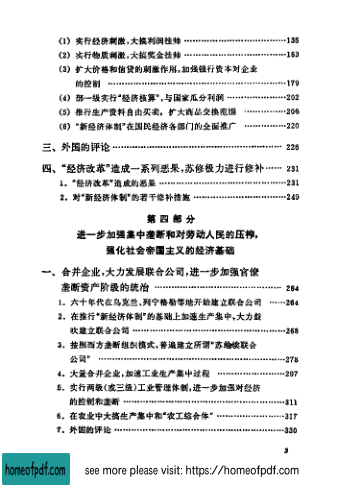 (1) 实行经济刺激,大搞利润挂帅 ……………………135
(2) 实行物质刺激,大搞奖金挂帅 ……………………153
(3) 扩大价格和信贷的刺激作用,加强银行资本对企业
的控制 ……………………179
(4) 部一级实行“经济核算”,与国家瓜分利润 ……………………202
(5) 推行生产资料自由买卖,扩大商品交换范围 ……………………206
(6) “新经济体制”在国民经济各部门的全面推广 ……………………220
三、外国的评论 …………………… 226
四、“经济改革”造成一系列恶果,苏修极力进行修补 …… 231
1、“经济改革”造成的恶果 ……………………231
2、对“新经济体制”的若干修补措施 ……………………249
第四部分
进一步加强集中垄断和对劳动人民的压榨,
强化社会帝国主义的经济基础
一、合并企业,大力发展联合公司,进一步加强官僚
垄断资产阶级的统治 …………………… 264
1、六十年代在乌克兰、列宁格勒等地开始建立联合公司 ……264
2、在推行“新经济体制”的基础上加速生产集中,大力鼓
吹建立联合公司 ……………………268
3、按照西方垄断组织模式,普遍建立所谓“苏维埃联合
公司” ……………………278
4、大量合并企业,加速工业生产集中过程 ……………………297
5、实行两级(或三级)工业管理体制,进一步加强对经济
的控制和垄断 ……………………311
6、在农业中大搞生产集中和“农工综合体” ……………………317
7、外国的评论 ……………………330
3
homeofpdf.com
see more please visit: https://homeofpdf.com